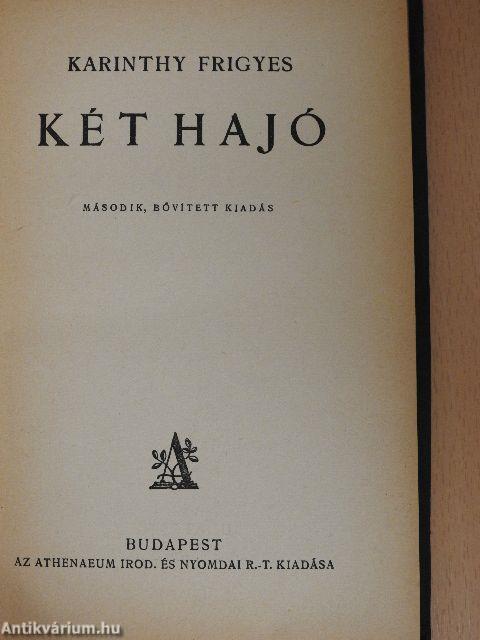 KARINTHY FRIGYES
KÉT HAJÓ
MÁSODIK, BŐVÍTETT KIADÁS
A
BUDAPEST
AZ ATHENAEUM IROD. ÉS NYOMDAI R.-T. KIADÁSA
Antikvárium.hu